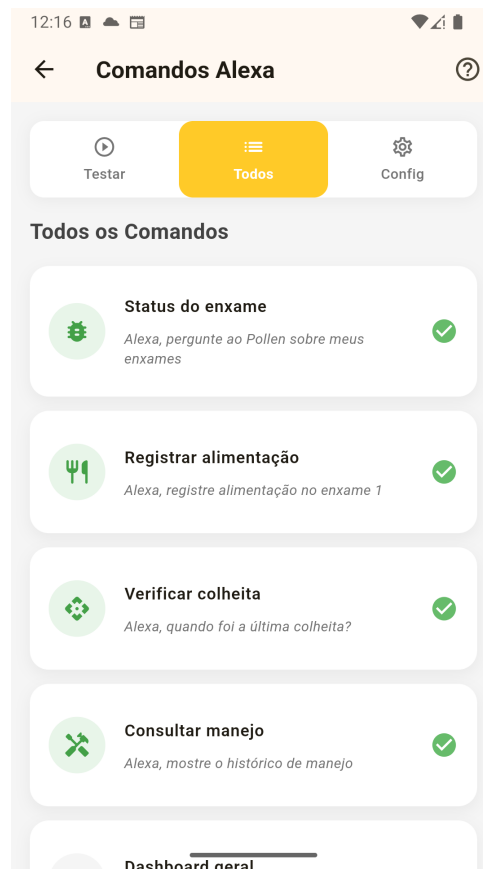 12:16
Comandos Alexa
Testar
Todos
Config
Todos os Comandos
Status do enxame
Alexa, pergunte ao Pollen sobre meus
enxames
Registrar alimentação
Alexa, registre alimentação no enxame 1
Verificar colheita
Alexa, quando foi a última colheita?
Consultar manejo
Alexa, mostre o histórico de manejo
Dashboard geral